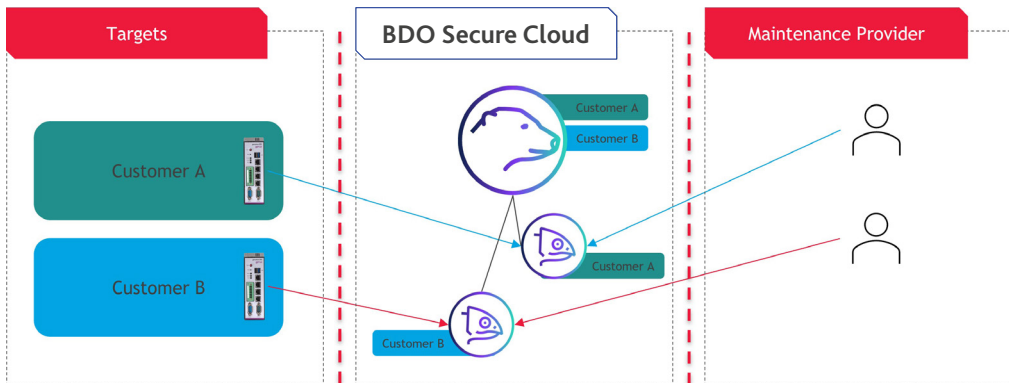 Targets
BDO Secure Cloud
Maintenance Provider
Customer A
Customer B
Customer A
Customer B
Customer A
Customer B